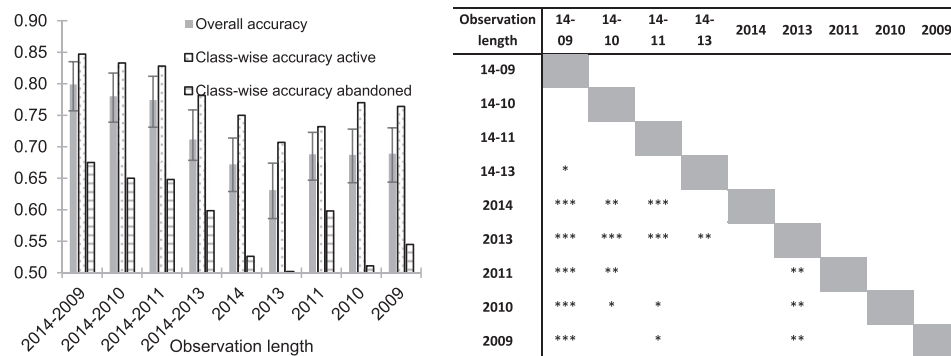 0.90
0.85
0.80
0.75
0.70
0.65
0.60
0.55
0.50
Overall accuracy
Class-wise accuracy active
Class-wise accuracy abandoned
2014-2009
2014-2010
2014-2011
2014-2013
2014
2013
2011
2010
2009
Observation length
Observation length 14-09 14-10 14-11 14-13 2014 2013 2011 2010 2009
14-09
14-10
14-11
14-13 *
2014 *** ** ***
2013 *** *** *** **
2011 *** ** **
2010 *** * * **
2009 *** * **